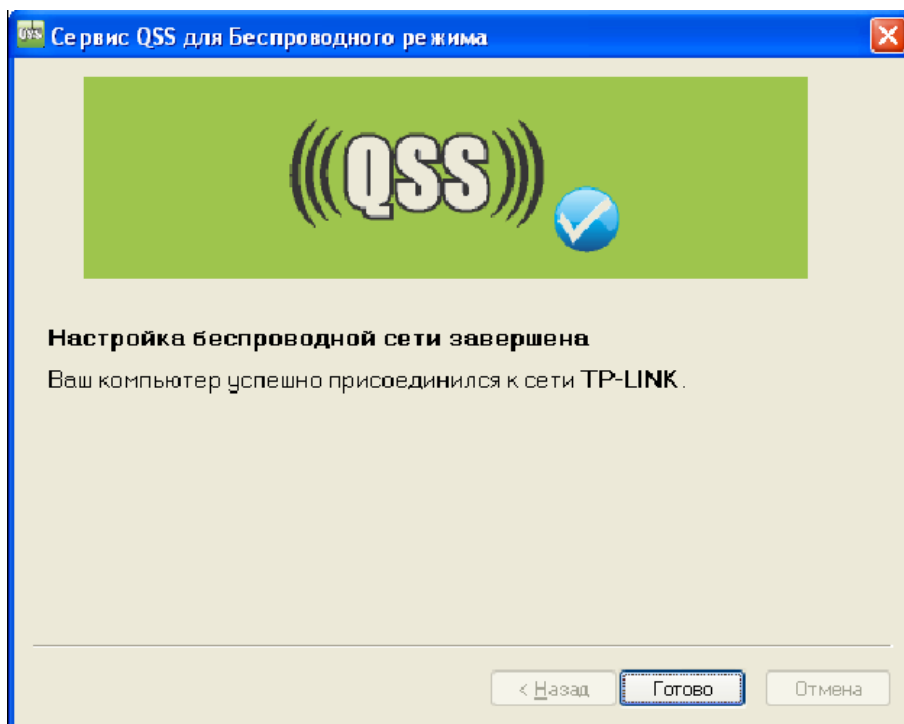 QSS Сервис QSS для Беспроводного режима
(((QSS)))
Настройка беспроводной сети завершена
Ваш компьютер успешно присоединился к сети TP-LINK.
< Назад Готово Отмена